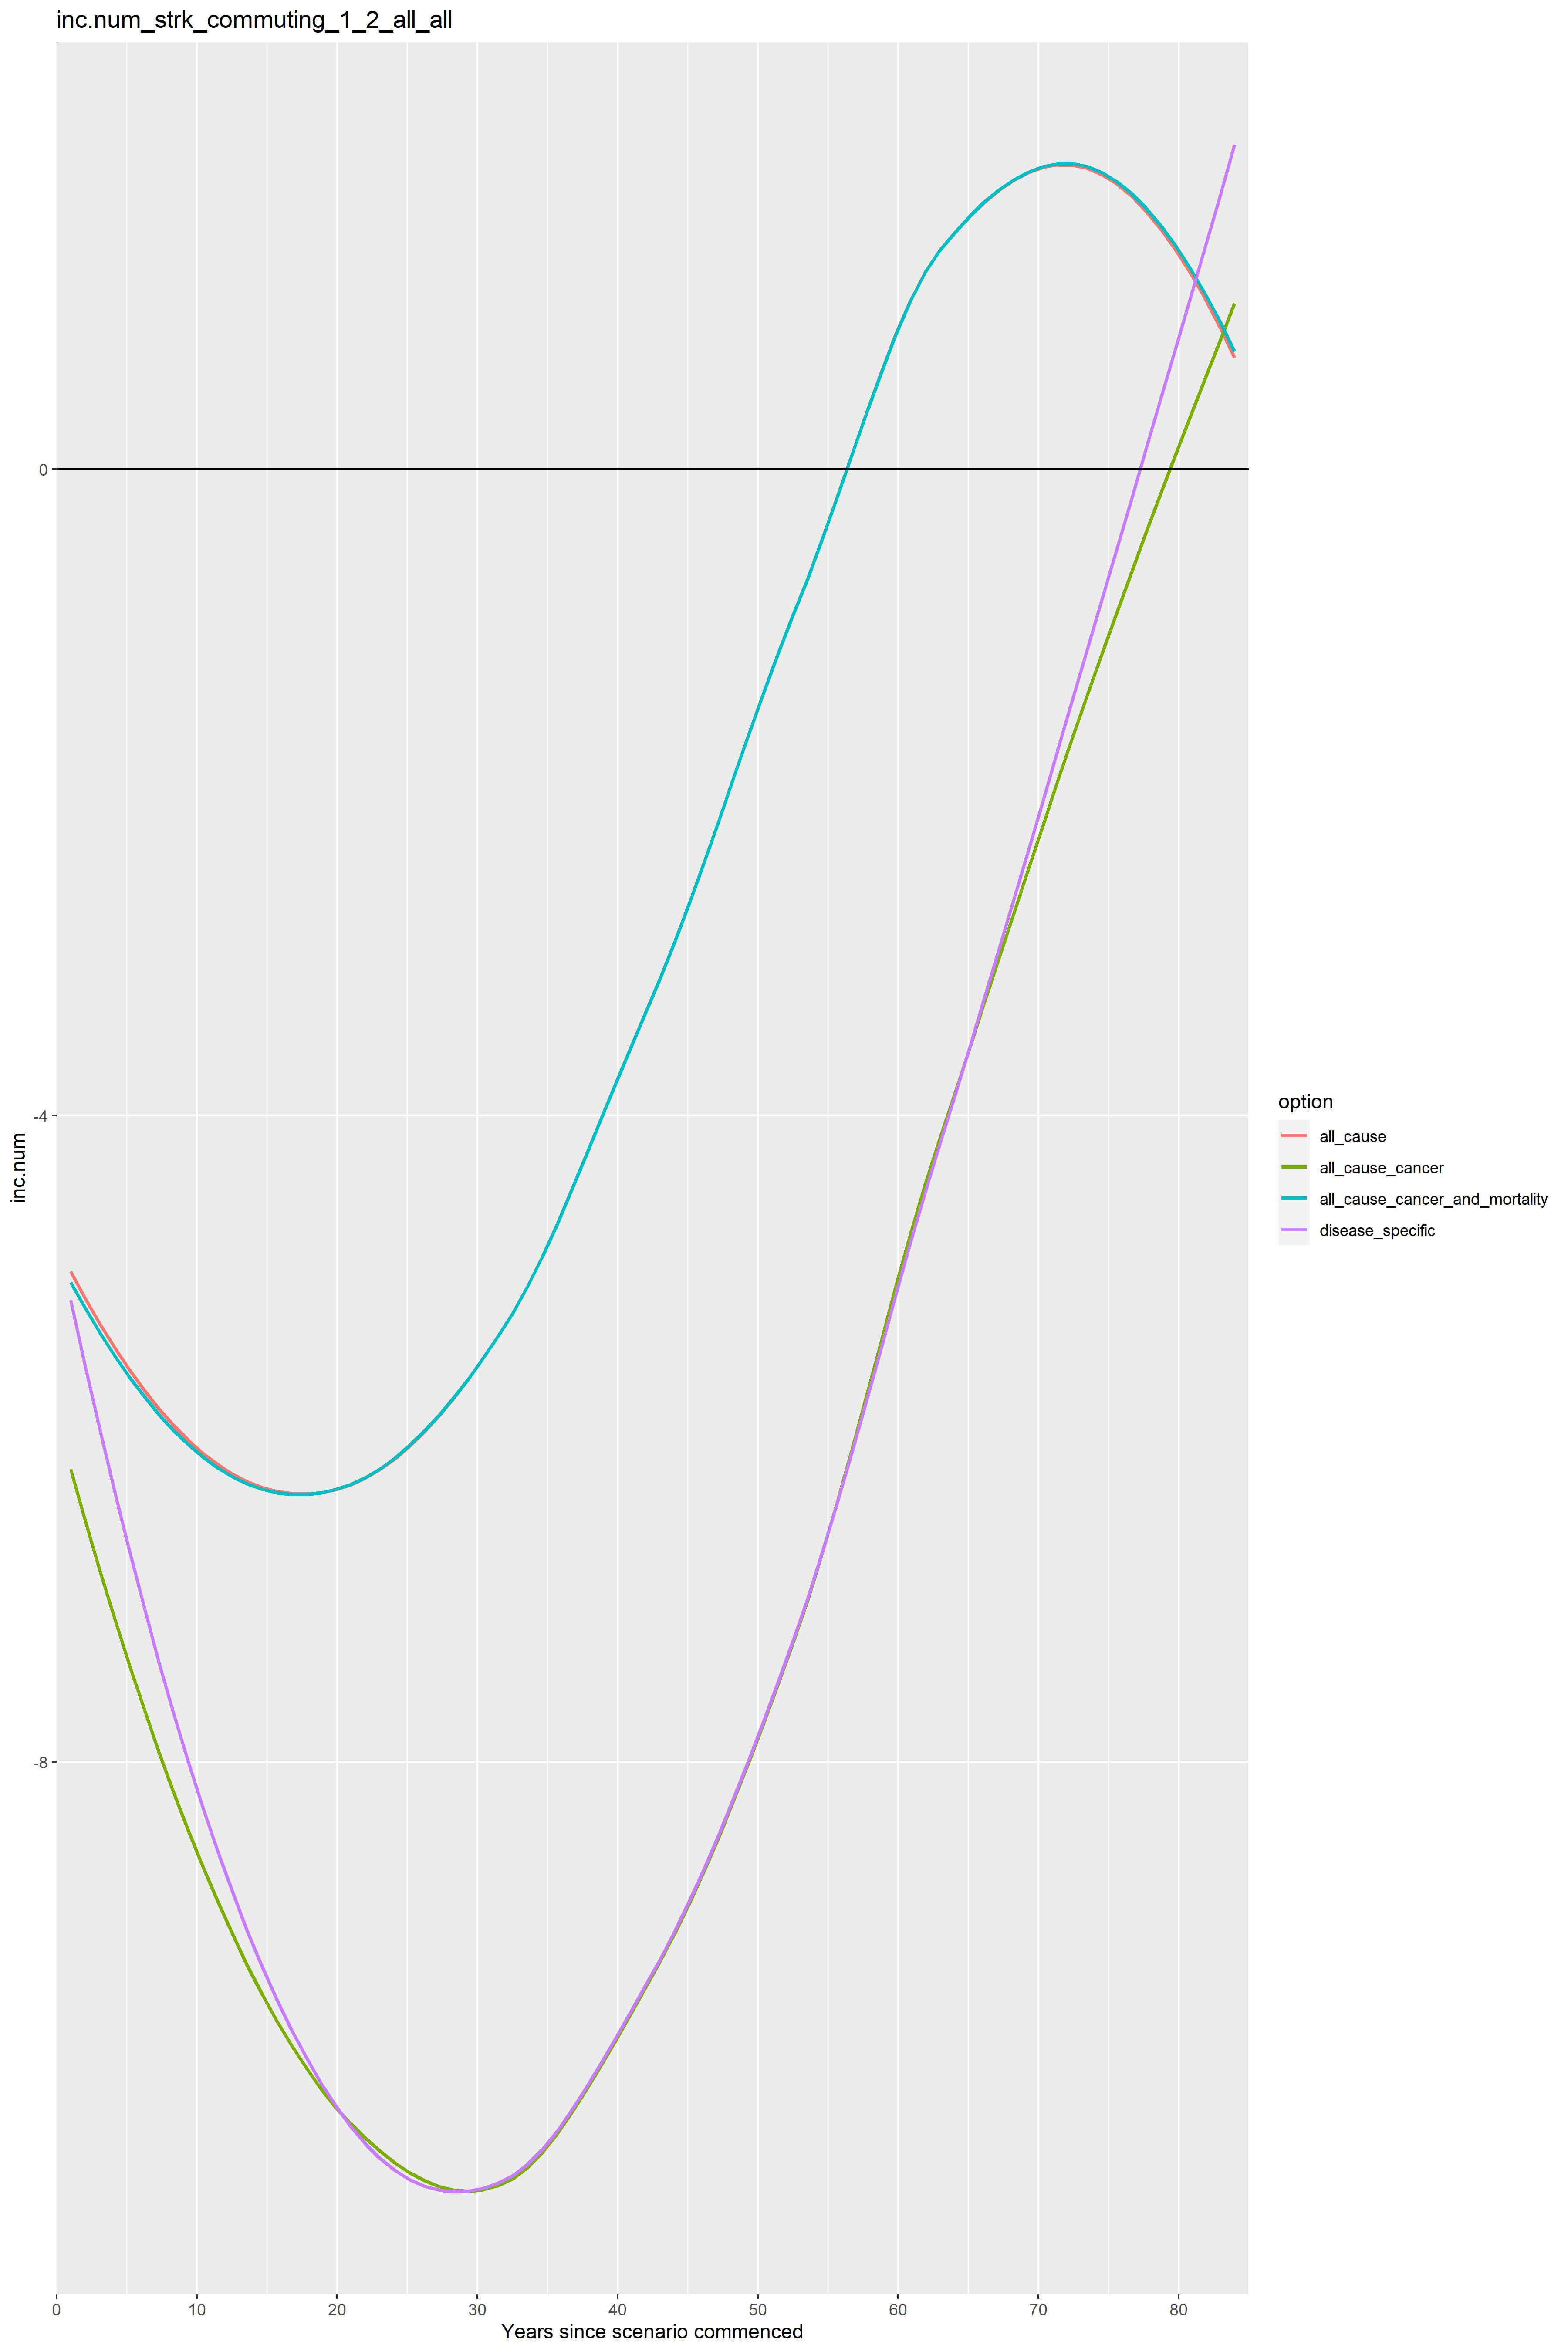 inc.num_strk_commuting_1_2_all_all
0
-4
-8
inc.num
0 10 20 30 40 50 60 70 80
Years since scenario commenced
option
all_cause
all_cause_cancer
all_cause_cancer_and_mortality
disease_specific